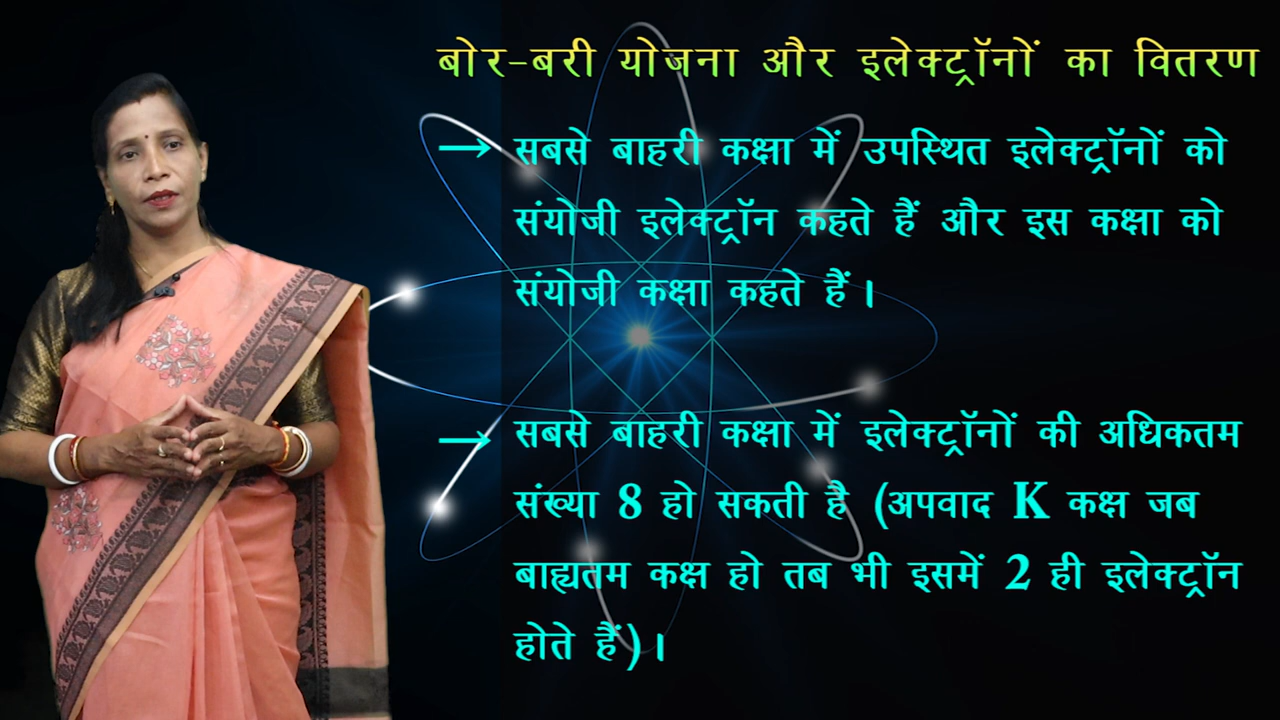 बोर-बरी योजना और इलेक्ट्रॉनों का वितरण
→ सबसे बाहरी कक्षा में उपस्थित इलेक्ट्रॉनों को
संयोजी इलेक्ट्रॉन कहते हैं और इस कक्षा को
संयोजी कक्षा कहते हैं।
→ सबसे बाहरी कक्षा में इलेक्ट्रॉनों की अधिकतम
संख्या 8 हो सकती है (अपवाद K कक्ष जब
बाह्यतम कक्ष हो तब भी इसमें 2 ही इलेक्ट्रॉन
होते हैं)।